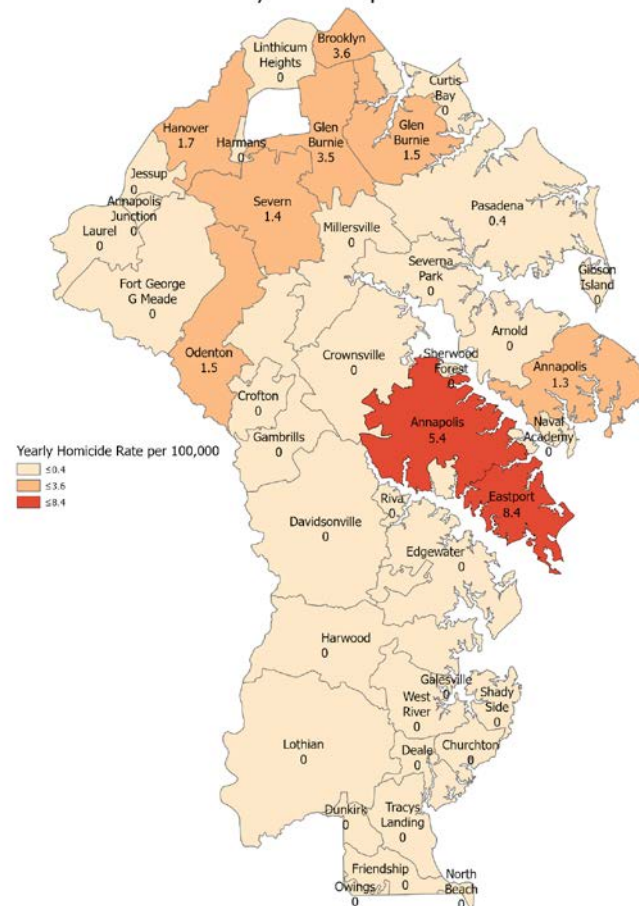 Linthicum
Heights
0
Brooklyn
3.6
Curtis
Bay
0
Hanover
1.7
Harmans
0
Glen
Burnie
3.5
Glen
Burnie
1.5
Jessup
0
Annapolis
Junction
0
Laurel
0
Severn
1.4
Pasadena
0.4
Millersville
0
Severna
Park
0
Gibson
Island
0
Fort George
G Meade
0
Arnold
0
Odenton
1.5
Crownsville
0
Sherwood
Forest
0
Annapolis
1.3
Crofton
0
Annapolis
5.4
Naval
Academy
0
Gambrills
0
Yearly Homicide Rate per 100,000
≤0.4
≤3.6
≤8.4
Riva
0
Eastport
8.4
Davidsonville
0
Edgewater
0
Harwood
0
Galesville
0
West
River
0
Shady
Side
0
Lothian
0
Deale
0
Churchton
0
Dunkirk
0
Tracys
Landing
0
Friendship
0
Owings
0
North
Beach
0